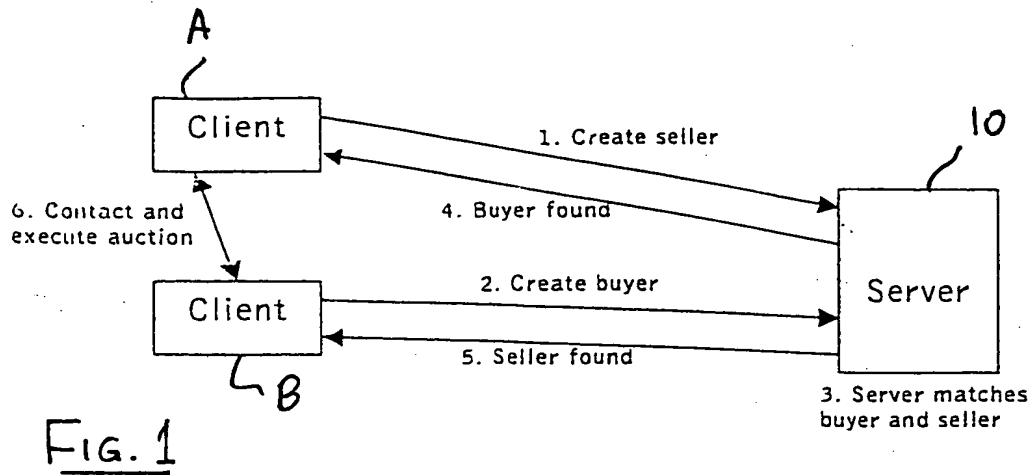 A
Client
1. Create seller
10
4. Buyer found
6. Contact and
execute auction
Client
2. Create buyer
Server
5. Seller found
B
3. Server matches
buyer and seller
FIG. 1